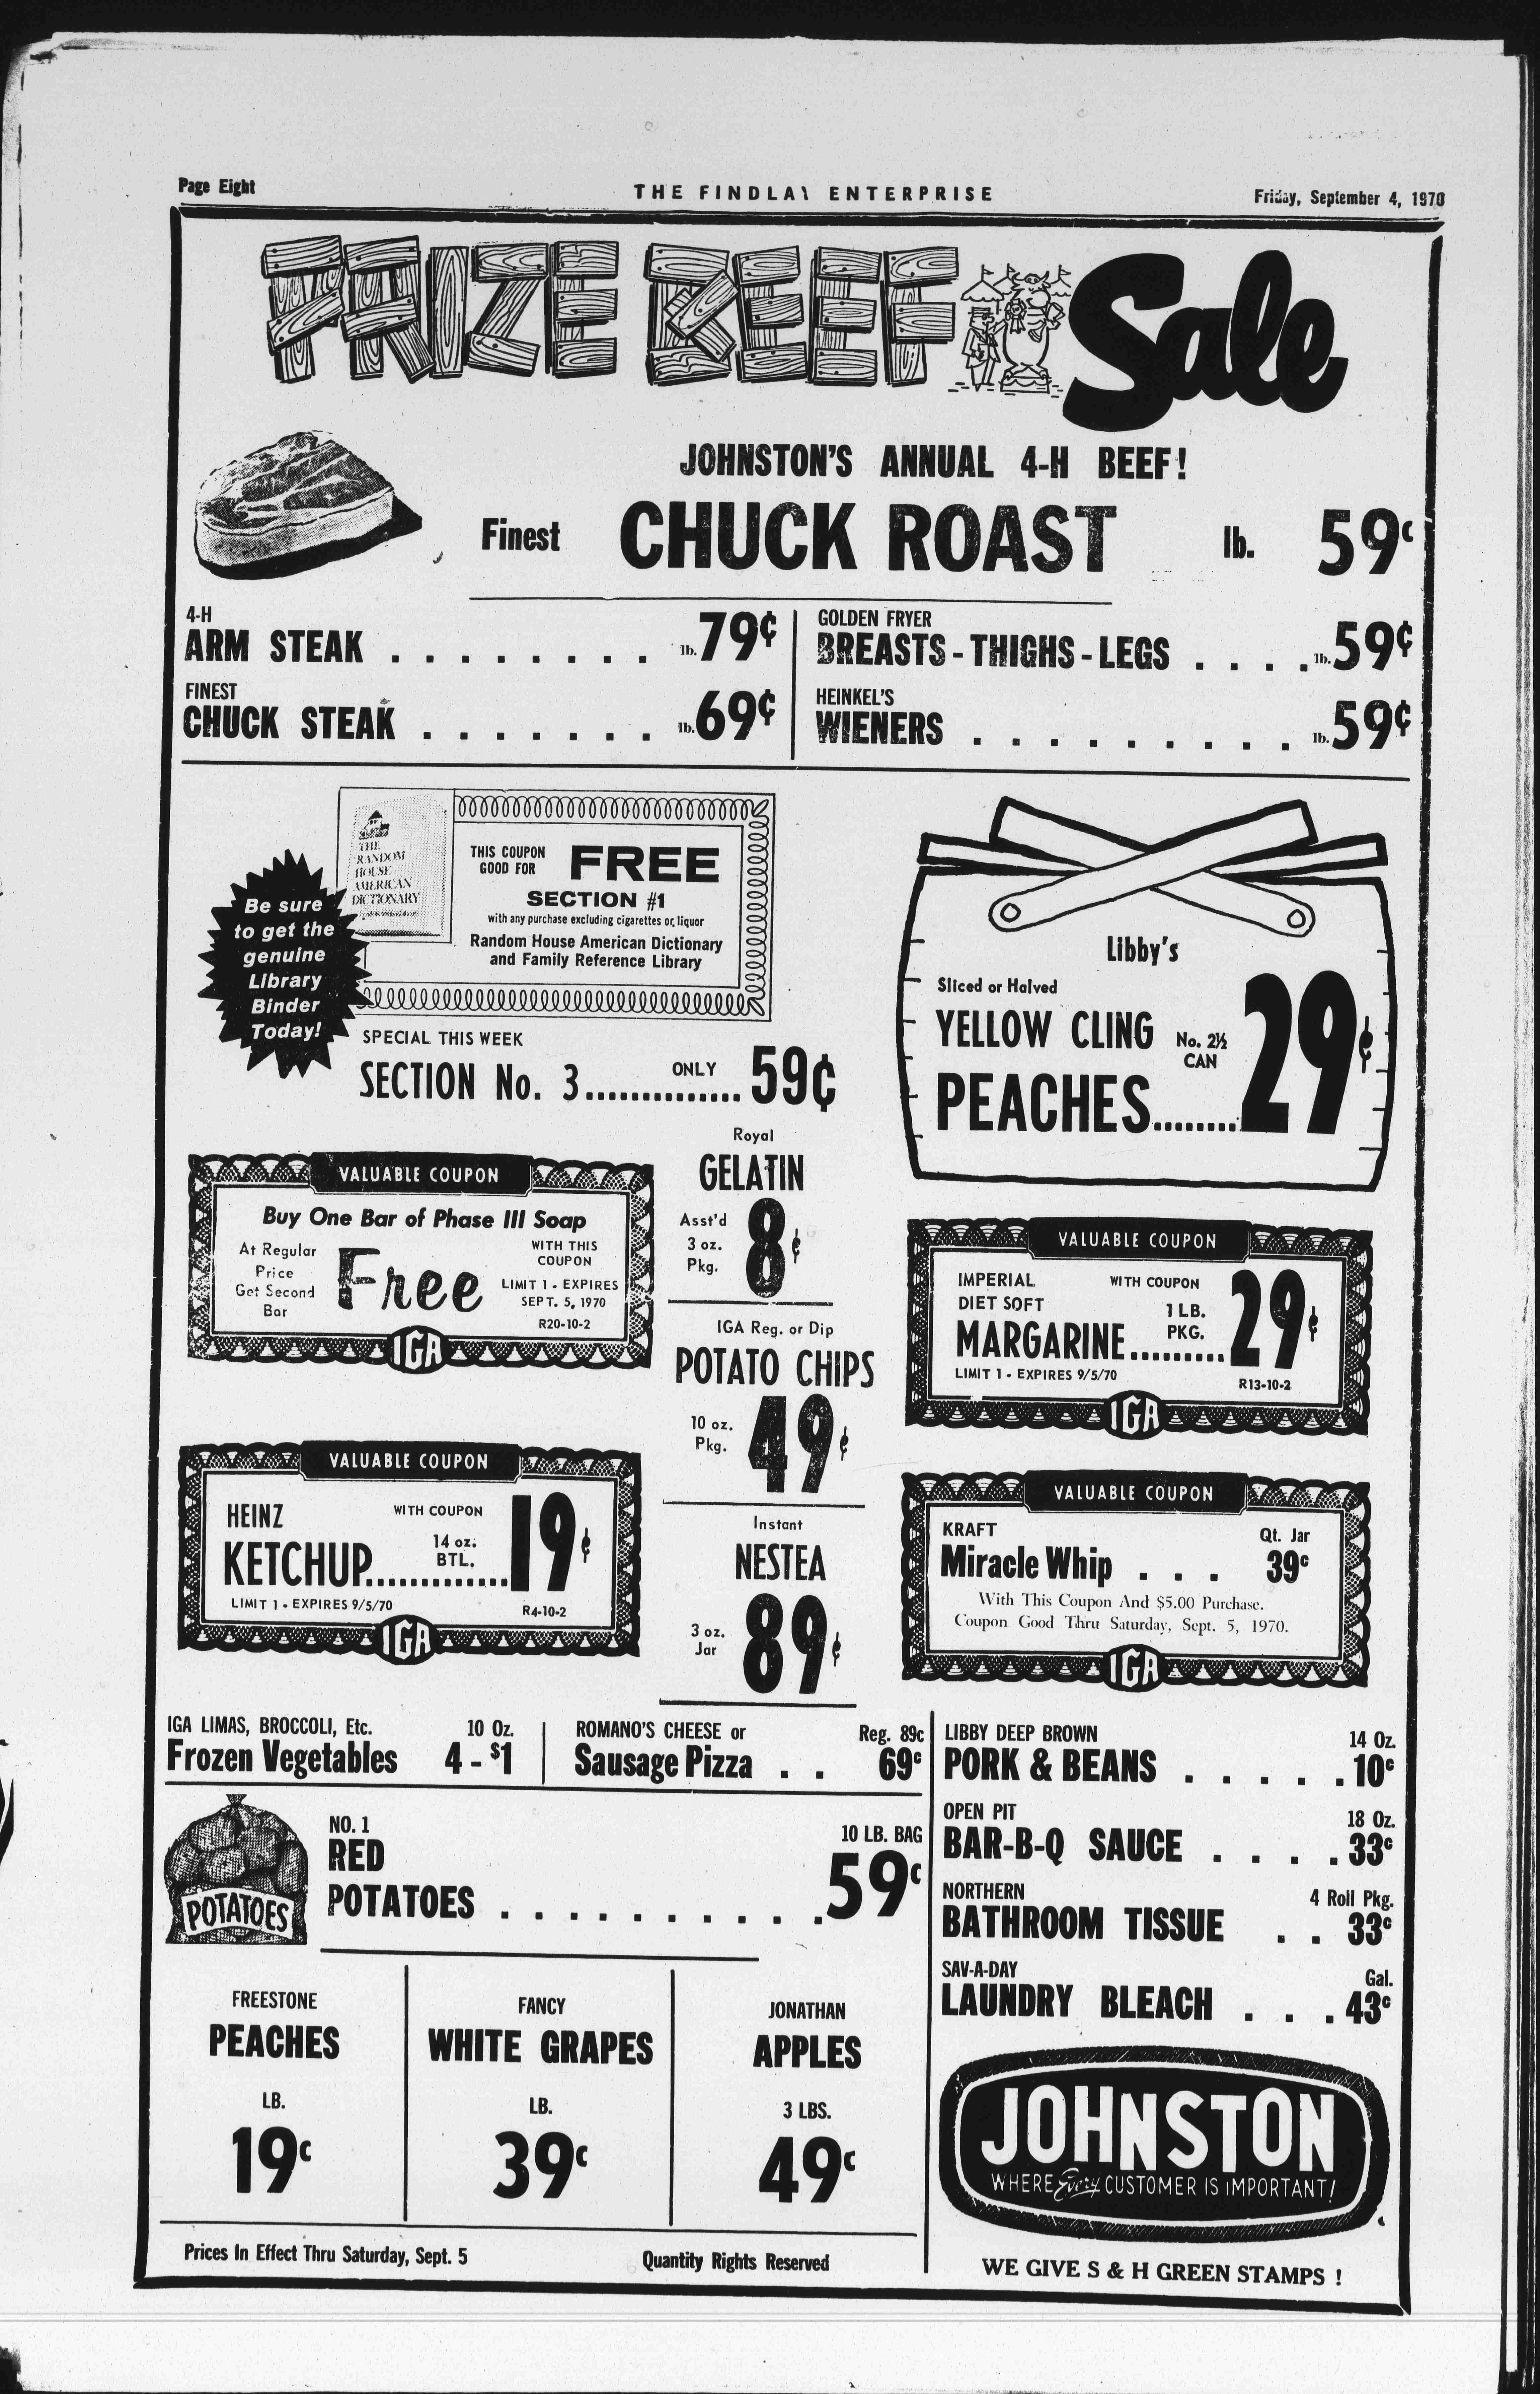 Page Eight
THE FINDLAY ENTERPRISE
Friday, September 4, 1970
PRIZE BEEF Sale
JOHNSTON'S ANNUAL 4-H BEEF!
Finest CHUCK ROAST lb. 59c
4-H
ARM STEAK . . . . . . . . . lb. 79¢
FINEST
CHUCK STEAK . . . . . . . . lb. 69¢
GOLDEN FRYER
BREASTS - THIGHS - LEGS . . . . lb. 59¢
HEINKEL'S
WIENERS . . . . . . . . . . lb. 59¢
THE
RANDOM
HOUSE
AMERICAN
DICTIONARY
THIS COUPON
GOOD FOR
FREE
SECTION #1
with any purchase excluding cigarettes or liquor
Random House American Dictionary
and Family Reference Library
Be sure
to get the
genuine
Library
Binder
Today!
SPECIAL THIS WEEK
SECTION No. 3............... ONLY 59¢
Libby's
Sliced or Halved
YELLOW CLING No. 2½
CAN
PEACHES........ 29¢
VALUABLE COUPON
Buy One Bar of Phase III Soap
At Regular
Price
Get Second
Bar
Free
WITH THIS
COUPON
LIMIT 1 - EXPIRES
SEPT. 5, 1970
R20-10-2
IGA
Royal
GELATIN
Asst'd
3 oz.
Pkg.
8¢
IGA Reg. or Dip
POTATO CHIPS
10 oz.
Pkg.
49¢
Instant
NESTEA
3 oz.
Jar
89¢
VALUABLE COUPON
IMPERIAL WITH COUPON
DIET SOFT 1 LB.
MARGARINE......... PKG. 29¢
LIMIT 1 - EXPIRES 9/5/70
R13-10-2
IGA
VALUABLE COUPON
HEINZ WITH COUPON
KETCHUP............. 14 oz. BTL. 19¢
LIMIT 1 - EXPIRES 9/5/70
R4-10-2
IGA
VALUABLE COUPON
KRAFT Qt. Jar
Miracle Whip . . . 39c
With This Coupon And $5.00 Purchase.
Coupon Good Thru Saturday, Sept. 5, 1970.
IGA
IGA LIMAS, BROCCOLI, Etc. 10 Oz.
Frozen Vegetables 4 - $1
ROMANO'S CHEESE or Reg. 89c
Sausage Pizza . . 69c
NO. 1
RED
POTATOES . . . . . . . . . . .
10 LB. BAG
59c
POTATOES
LIBBY DEEP BROWN 14 Oz.
PORK & BEANS . . . . . . 10c
OPEN PIT 18 Oz.
BAR-B-Q SAUCE . . . . . 33c
NORTHERN 4 Roll Pkg.
BATHROOM TISSUE . . 33c
SAV-A-DAY Gal.
LAUNDRY BLEACH . . . . 43c
FREESTONE
PEACHES
LB.
19c
FANCY
WHITE GRAPES
LB.
39c
JONATHAN
APPLES
3 LBS.
49c
JOHNSTON
WHERE Every CUSTOMER IS IMPORTANT!
Prices In Effect Thru Saturday, Sept. 5
Quantity Rights Reserved
WE GIVE S & H GREEN STAMPS !